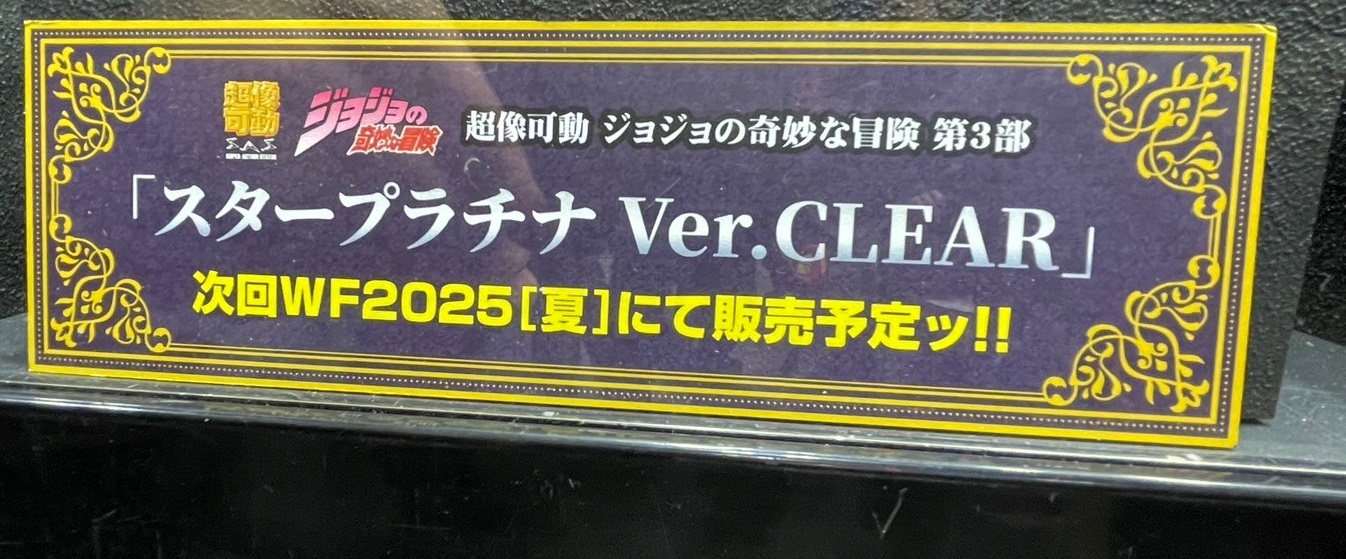 超像可動
SAS
SUPER ACTION STATUE
ジョジョの
奇妙な冒険
超像可動 ジョジョの奇妙な冒険 第3部
「スタープラチナ Ver.CLEAR」
次回WF2025[夏]にて販売予定ッ!!